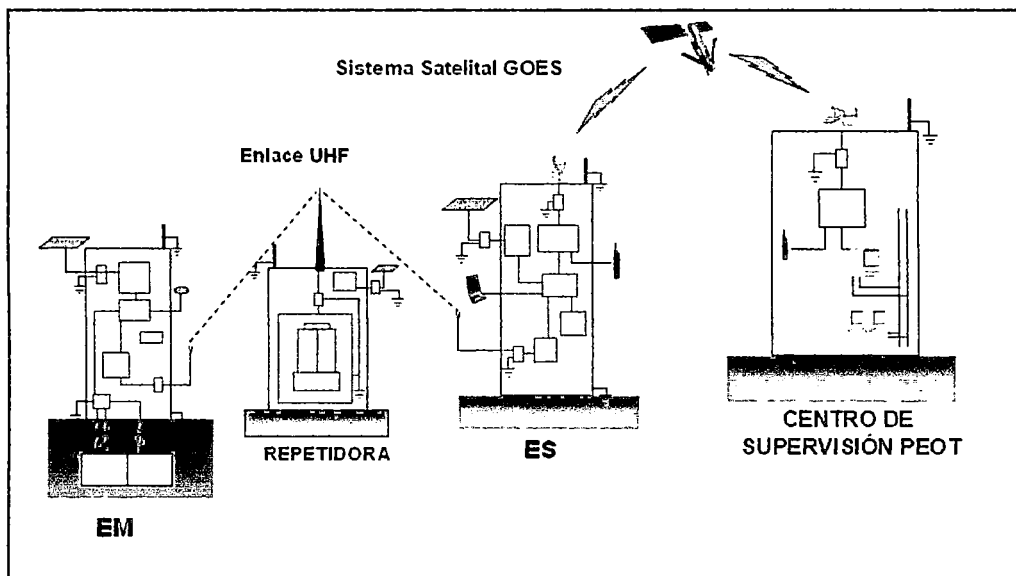 Sistema Satelital GOES
Enlace UHF
REPETIDORA
ES
CENTRO DE
SUPERVISIÓN PEOT
EM